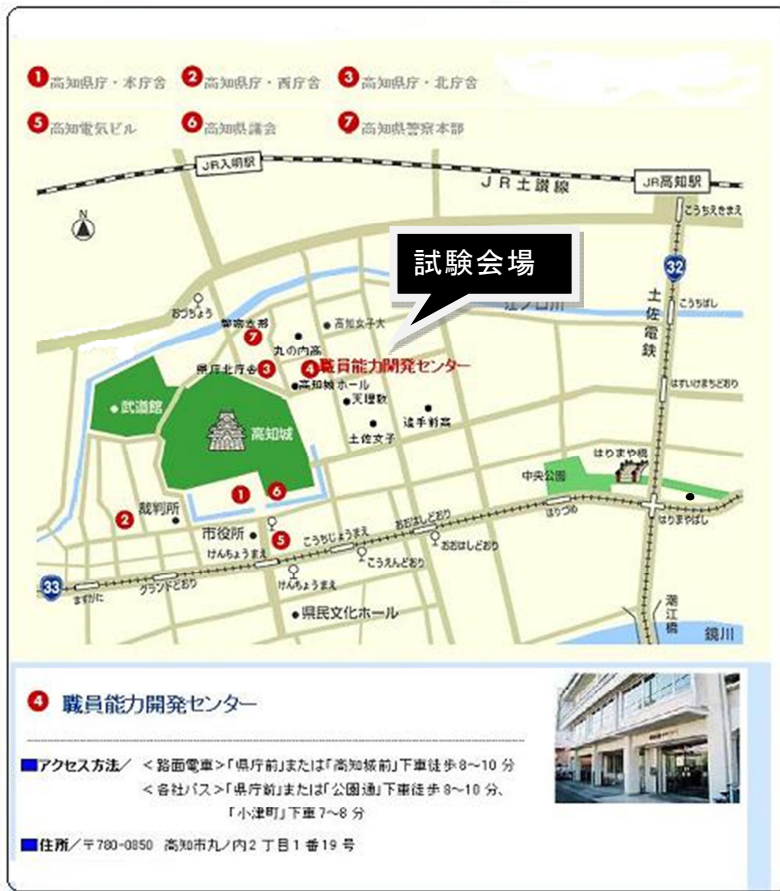 1 高知県庁・本庁舎 2 高知県庁・西庁舎 3 高知県庁・北庁舎
5 高知電気ビル 6 高知県議会 7 高知県警察本部
JR入明駅
JR土讃線
JR高知駅
こうちえきまえ
N
試験会場
32
江ノ口川
こうちばし
土佐電鉄
おづちょう
高知女子大
7
丸の内高
県庁北庁舎 3
4 職員能力開発センター
高知城ホール
はすいけまちどおり
武道館
天理教
高知城
追手前高
土佐女子
はりまや橋
中央公園
1
6
2
裁判所
はりまやばし
市役所
5
こうちじょうまえ
おおはしどおり
おおはしどおり
けんちょうまえ
こうえんどおり
33
ますがた
グランドどおり
けんちょうまえ
県民文化ホール
潮江橋
鏡川
4 職員能力開発センター
■アクセス方法/ <路面電車>「県庁前」または「高知城前」下車徒歩8~10分
<各社バス>「県庁前」または「公園通」下車徒歩8~10分、
「小津町」下車7~8分
■住所/〒780-0850 高知市丸ノ内2丁目1番19号